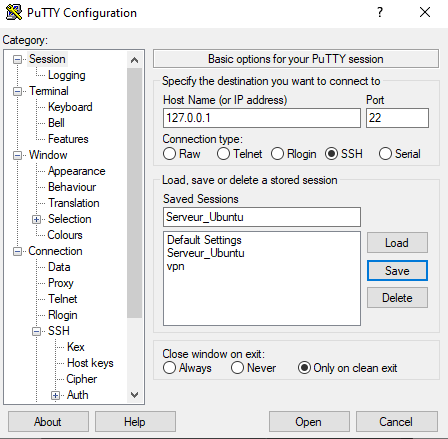 PuTTY Configuration
?
Category:
Session
Logging
Terminal
Keyboard
Bell
Features
Window
Appearance
Behaviour
Translation
Selection
Colours
Connection
Data
Proxy
Telnet
Rlogin
SSH
Kex
Host keys
Cipher
Auth
Basic options for your PuTTY session
Specify the destination you want to connect to
Host Name (or IP address) Port
127.0.0.1 22
Connection type:
Raw Telnet Rlogin SSH Serial
Load, save or delete a stored session
Saved Sessions
Serveur_Ubuntu
Default Settings
Serveur_Ubuntu
vpn
Load
Save
Delete
Close window on exit:
Always Never Only on clean exit
About Help Open Cancel